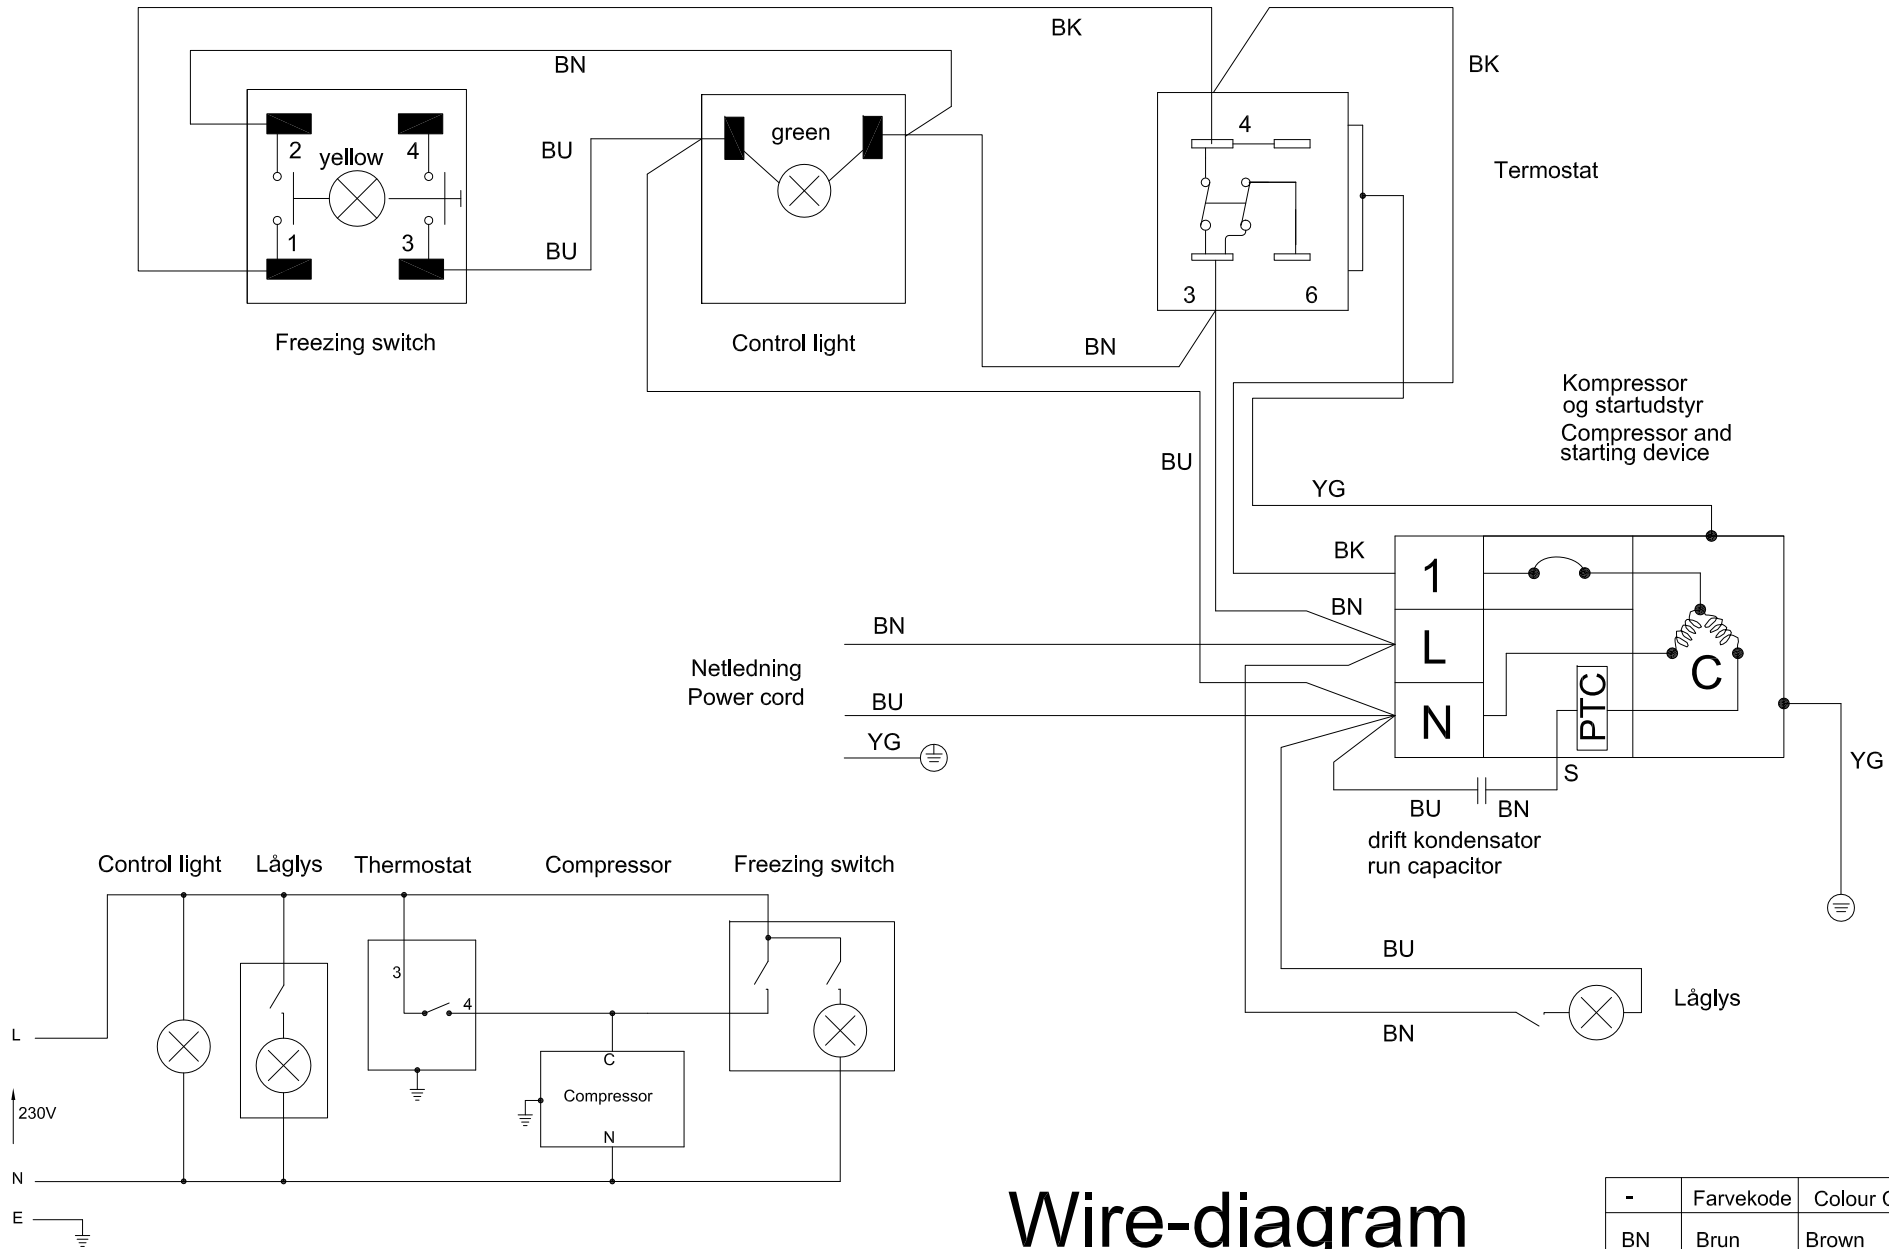 BK
BN
BK
2
yellow
4
1
3
Freezing switch
BU
BU
green
Control light
4
3
6
Termostat
BN
BU
Kompressor
og startudstyr
Compressor and
starting device
YG
BK
1
BN
L
N
C
PTC
S
BN
Netledning
Power cord
BU
YG
YG
BU
BN
drift kondensator
run capacitor
BU
BN
Låglys
Control light
Låglys
Thermostat
Compressor
Freezing switch
3
4
C
Compressor
N
L
230V
N
E
Wire-diagram
- Farvekode Colour C
BN Brun Brown